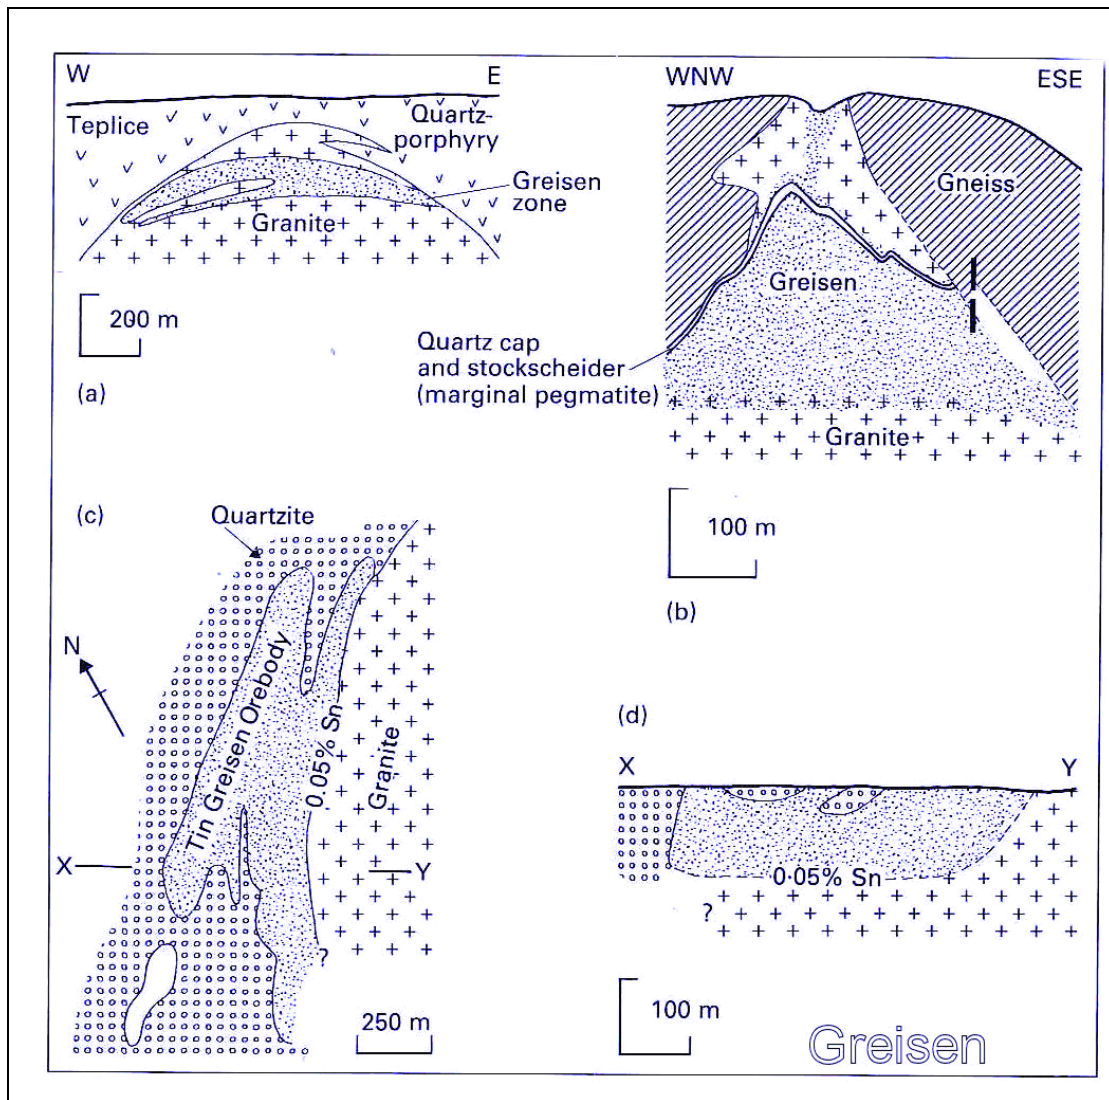 W
E
Teplice
Quartz-
porphyry
Greisen
zone
Granite
200 m
(a)
WNW
ESE
Gneiss
Greisen
Quartz cap
and stockscheider
(marginal pegmatite)
Granite
100 m
(b)
(c)
Quartzite
N
Tin Greisen Orebody
0.05% Sn
Granite
X
Y
?
250 m
(d)
X
Y
0·05% Sn
?
100 m
Greisen